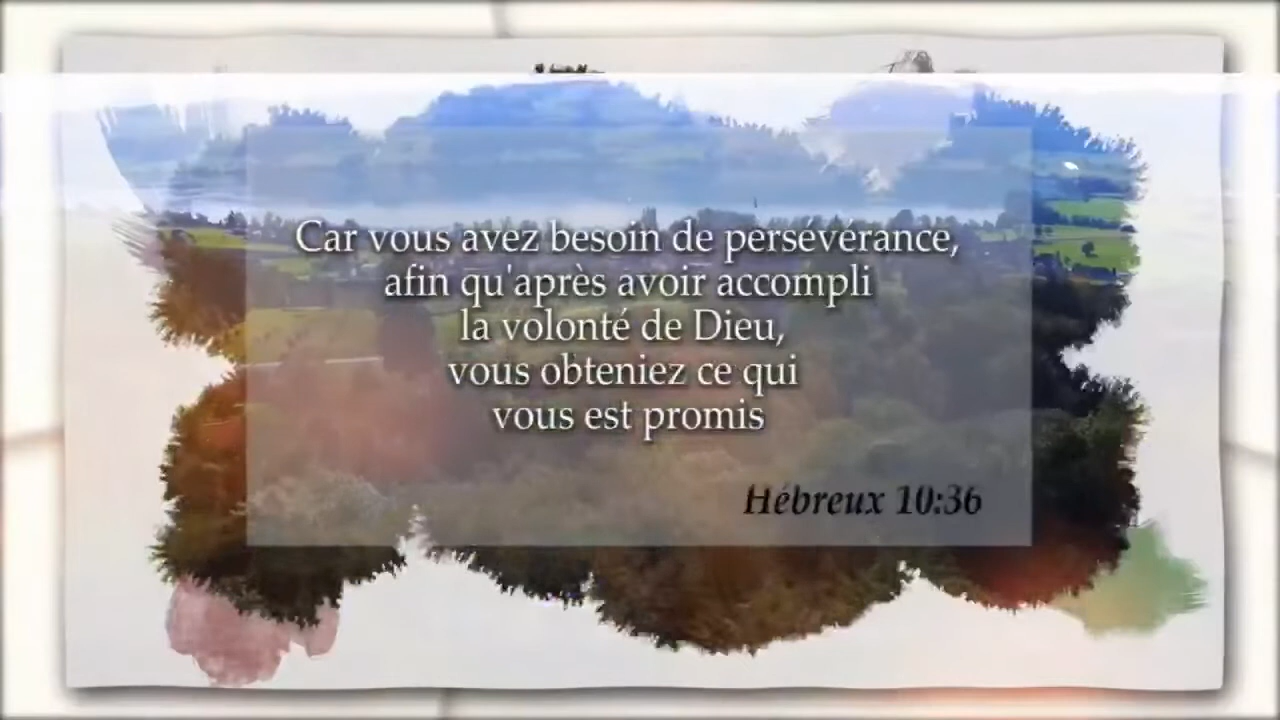 Car vous avez besoin de persévérance,
afin qu'après avoir accompli
la volonté de Dieu,
vous obteniez ce qui
vous est promis
Hébreux 10:36